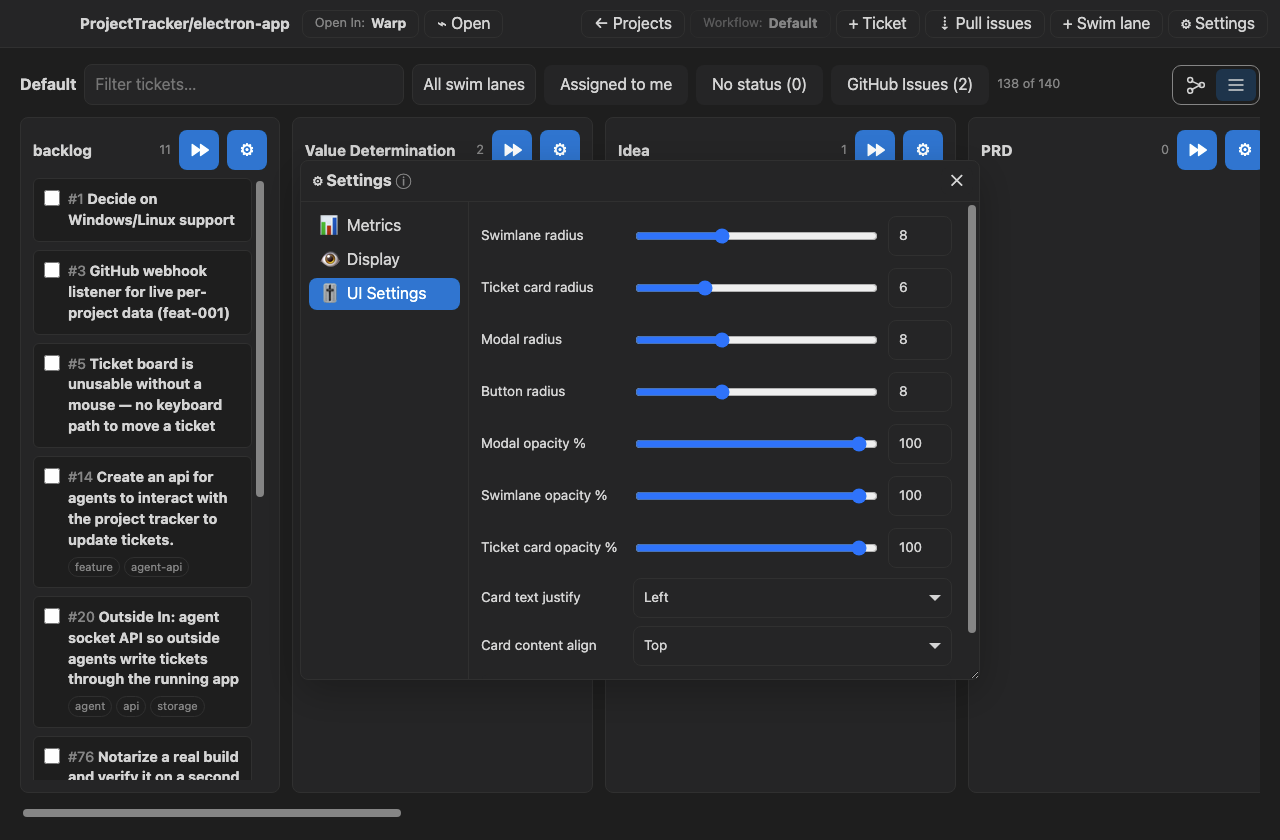 ProjectTracker/electron-app
Open In: Warp
Open
← Projects
Workflow: Default
+ Ticket
⇣ Pull issues
+ Swim lane
⚙ Settings
Default
Filter tickets...
All swim lanes
Assigned to me
No status (0)
GitHub Issues (2)
138 of 140
backlog 11
Value Determination 2
Idea 1
PRD 0
#1 Decide on
Windows/Linux support
#3 GitHub webhook
listener for live per-
project data (feat-001)
#5 Ticket board is
unusable without a
mouse — no keyboard
path to move a ticket
#14 Create an api for
agents to interact with
the project tracker to
update tickets.
feature agent-api
#20 Outside In: agent
socket API so outside
agents write tickets
through the running app
agent api storage
#76 Notarize a real build
and verify it on a second
⚙ Settings ⓘ
Metrics
Display
UI Settings
Swimlane radius 8
Ticket card radius 6
Modal radius 8
Button radius 8
Modal opacity % 100
Swimlane opacity % 100
Ticket card opacity % 100
Card text justify Left
Card content align Top